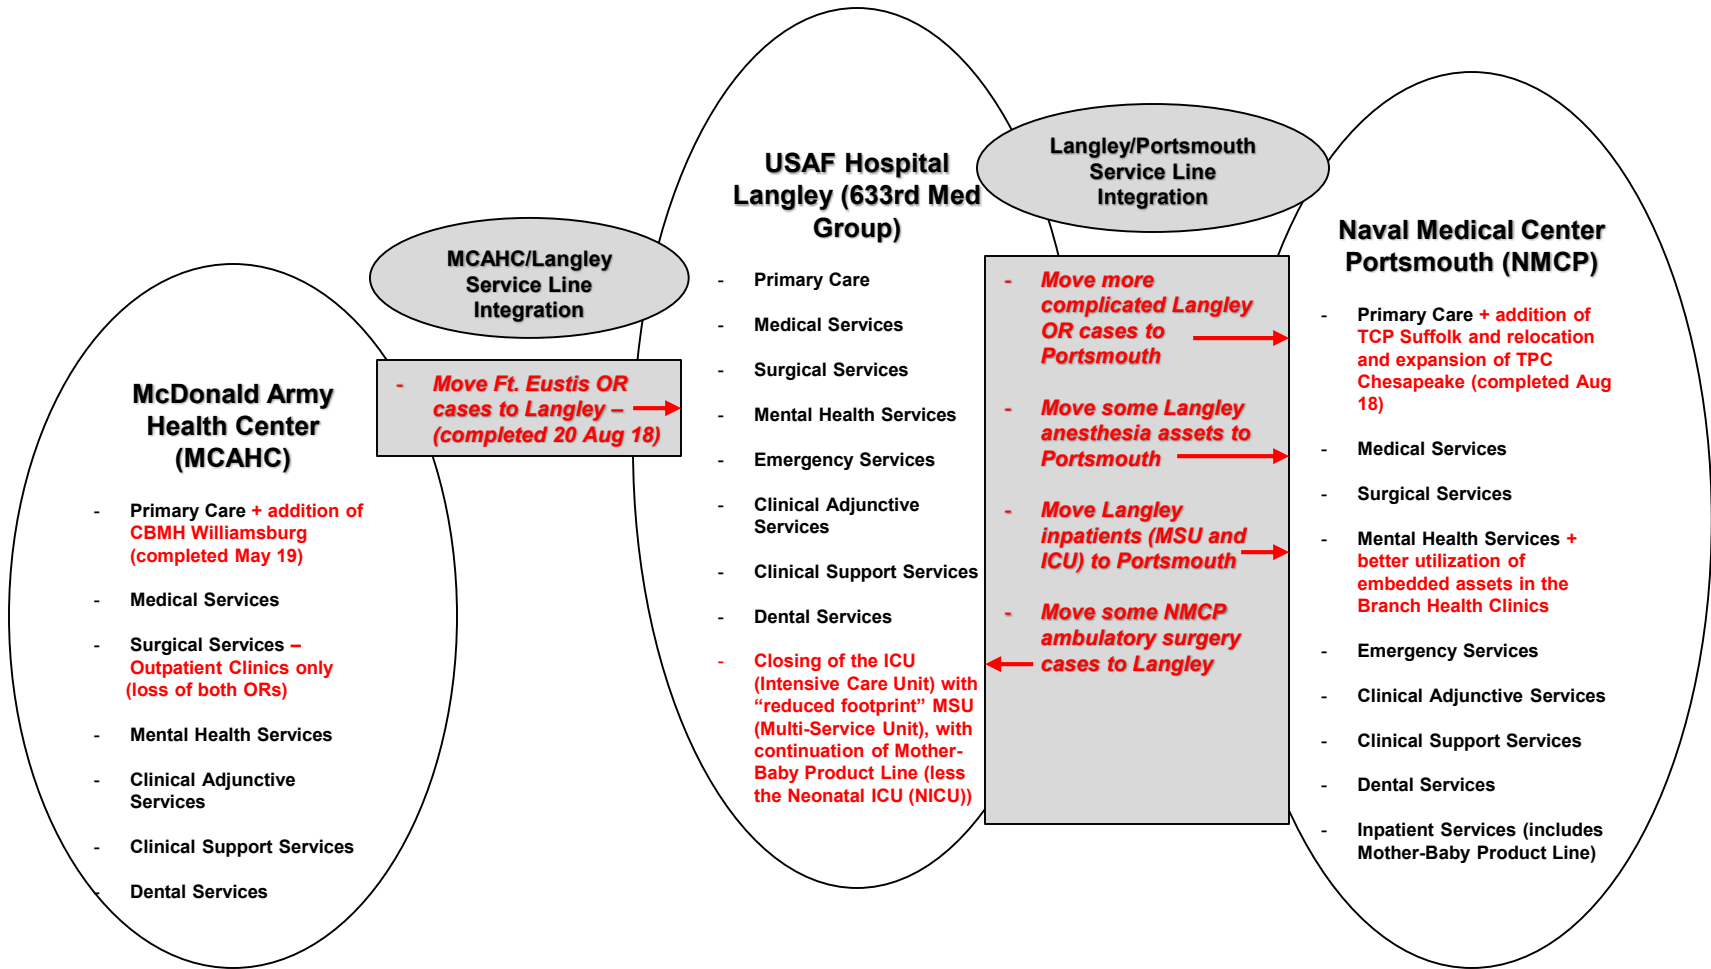 McDonald Army
Health Center
(MCAHC)
- Primary Care + addition of
CBMH Williamsburg
(completed May 19)
- Medical Services
- Surgical Services –
Outpatient Clinics only
(loss of both ORs)
- Mental Health Services
- Clinical Adjunctive
Services
- Clinical Support Services
- Dental Services
MCAHC/Langley
Service Line
Integration
- Move Ft. Eustis OR
cases to Langley –
(completed 20 Aug 18)
USAF Hospital
Langley (633rd Med
Group)
- Primary Care
- Medical Services
- Surgical Services
- Mental Health Services
- Emergency Services
- Clinical Adjunctive
Services
- Clinical Support Services
- Dental Services
- Closing of the ICU
(Intensive Care Unit) with
“reduced footprint” MSU
(Multi-Service Unit), with
continuation of Mother-
Baby Product Line (less
the Neonatal ICU (NICU))
Langley/Portsmouth
Service Line
Integration
- Move more
complicated Langley
OR cases to
Portsmouth
- Move some Langley
anesthesia assets to
Portsmouth
- Move Langley
inpatients (MSU and
ICU) to Portsmouth
- Move some NMCP
ambulatory surgery
cases to Langley
Naval Medical Center
Portsmouth (NMCP)
- Primary Care + addition of
TCP Suffolk and relocation
and expansion of TPC
Chesapeake (completed Aug
18)
- Medical Services
- Surgical Services
- Mental Health Services +
better utilization of
embedded assets in the
Branch Health Clinics
- Emergency Services
- Clinical Adjunctive Services
- Clinical Support Services
- Dental Services
- Inpatient Services (includes
Mother-Baby Product Line)